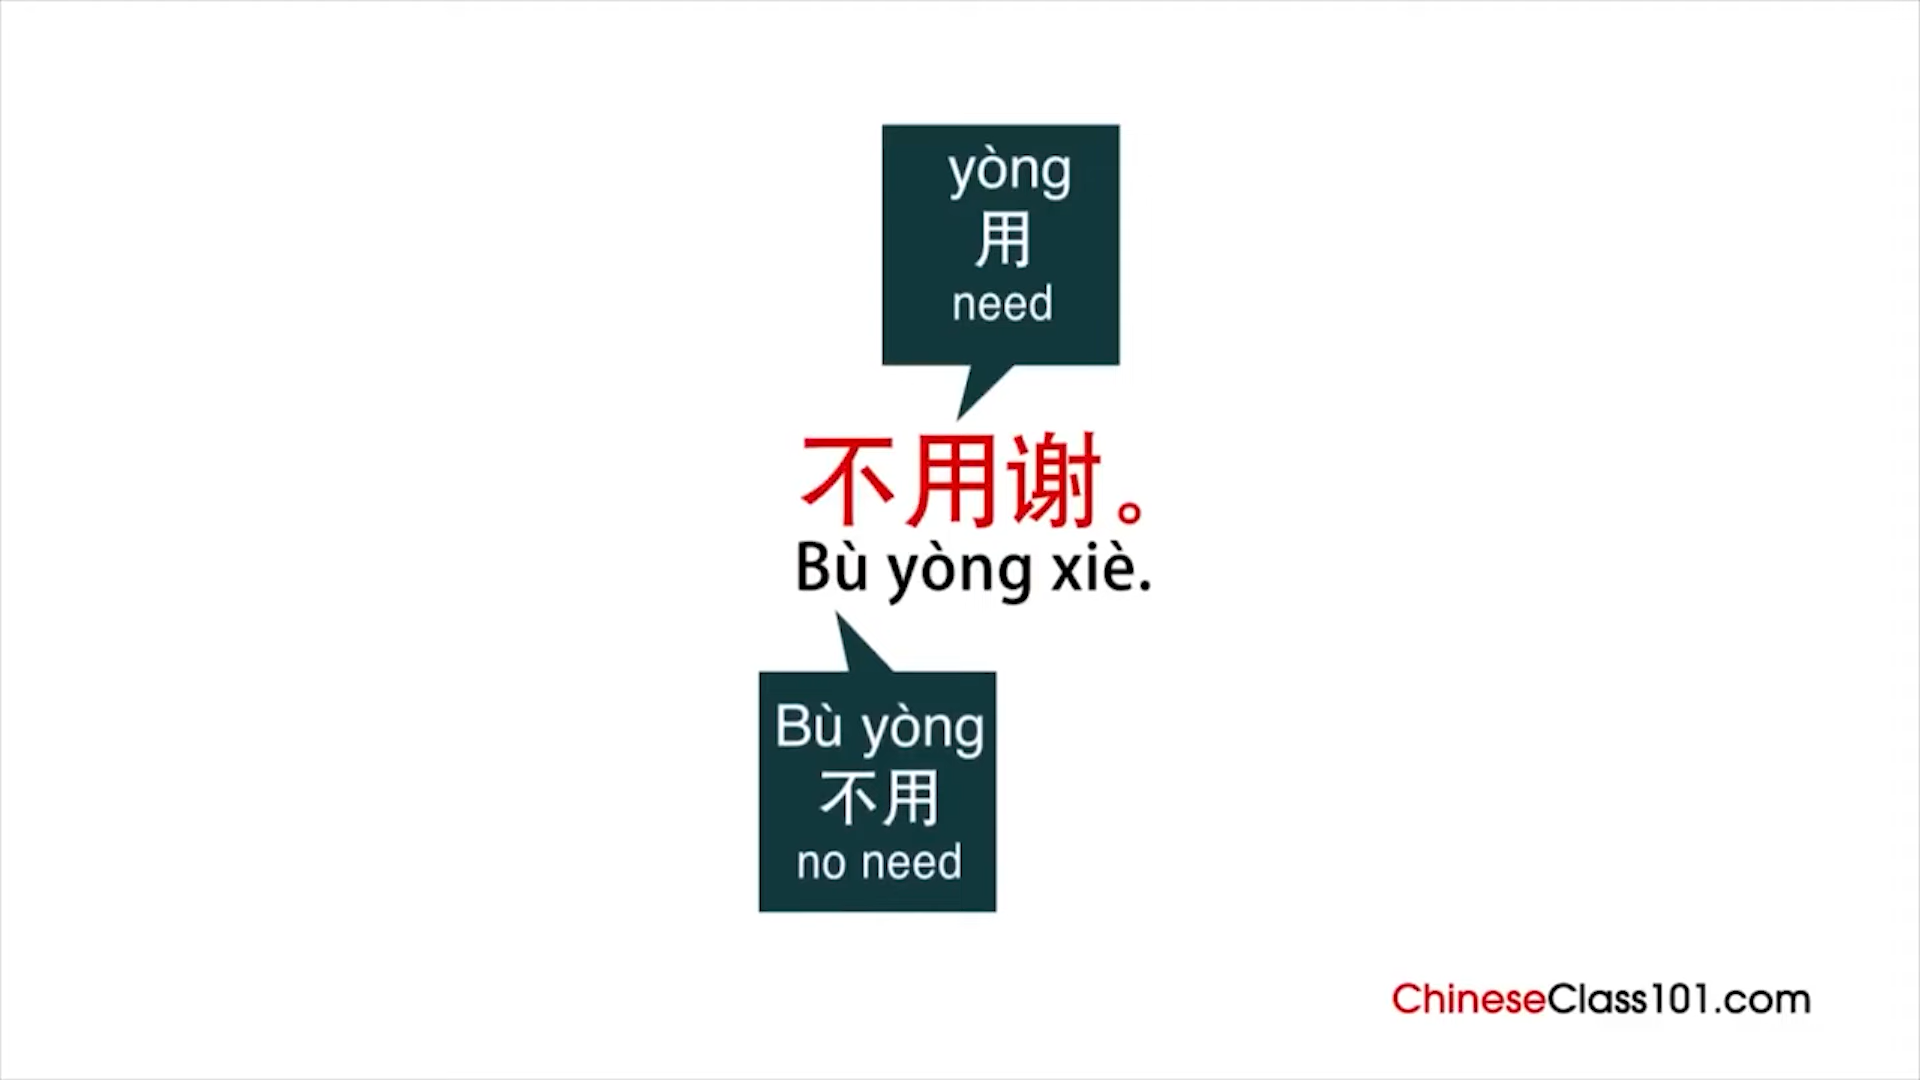 yòng
用
need
不用谢。
Bù yòng xiè.
Bù yòng
不用
no need
ChineseClass101.com